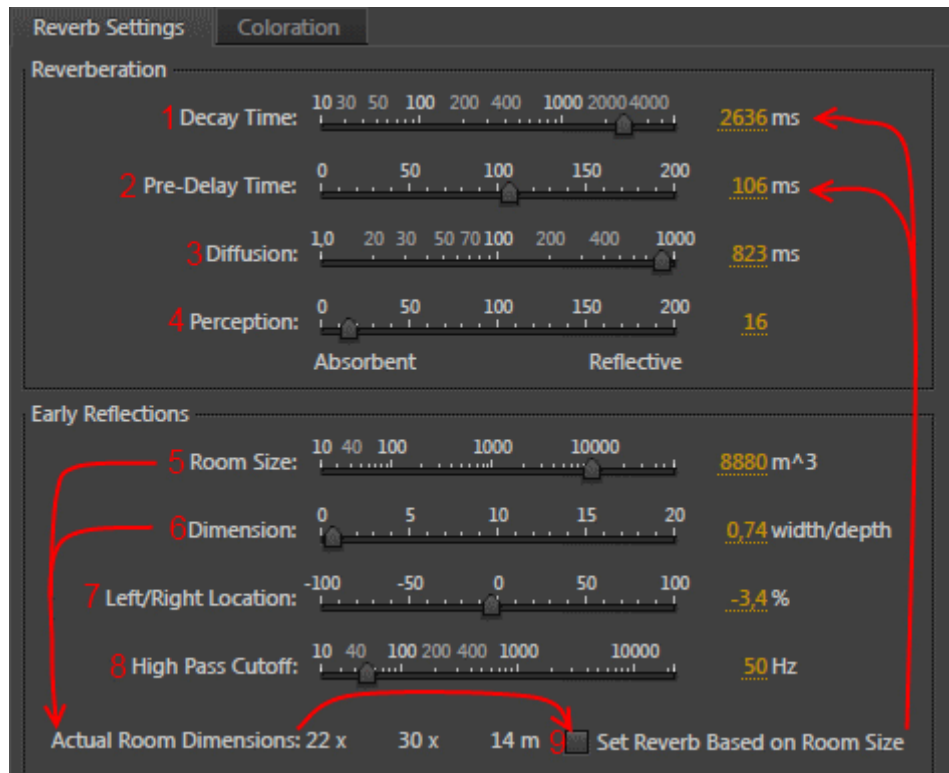 Reverb Settings Coloration
Reverberation
10 30 50 100 200 400 1000 2000 4000
1 Decay Time: 2636 ms
0 50 100 150 200
2 Pre-Delay Time: 106 ms
1,0 20 30 50 70 100 200 400 1000
3 Diffusion: 823 ms
0 50 100 150 200
4 Perception: 16
Absorbent Reflective
Early Reflections
10 40 100 1000 10000
5 Room Size: 8880 m^3
0 5 10 15 20
6 Dimension: 0,74 width/depth
-100 -50 0 50 100
7 Left/Right Location: -3,4 %
10 40 100 200 400 1000 10000
8 High Pass Cutoff: 50 Hz
Actual Room Dimensions: 22 x 30 x 14 m 9 Set Reverb Based on Room Size